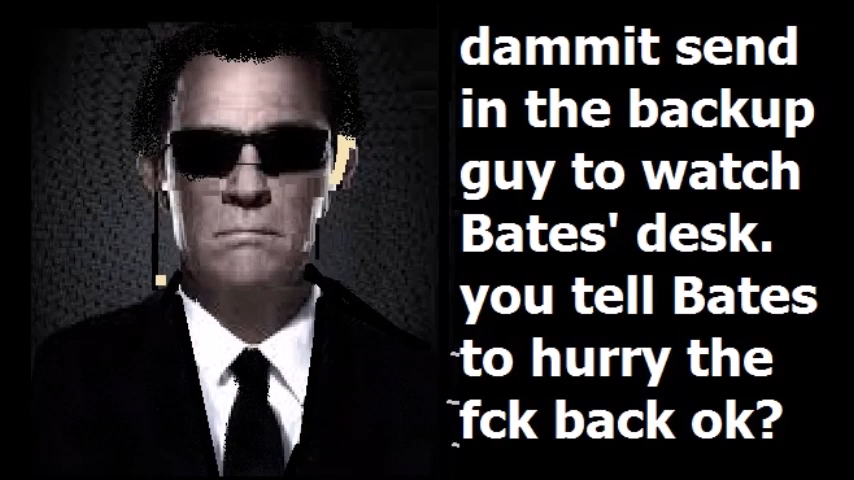 dammit send
in the backup
guy to watch
Bates' desk.
you tell Bates
to hurry the
fck back ok?